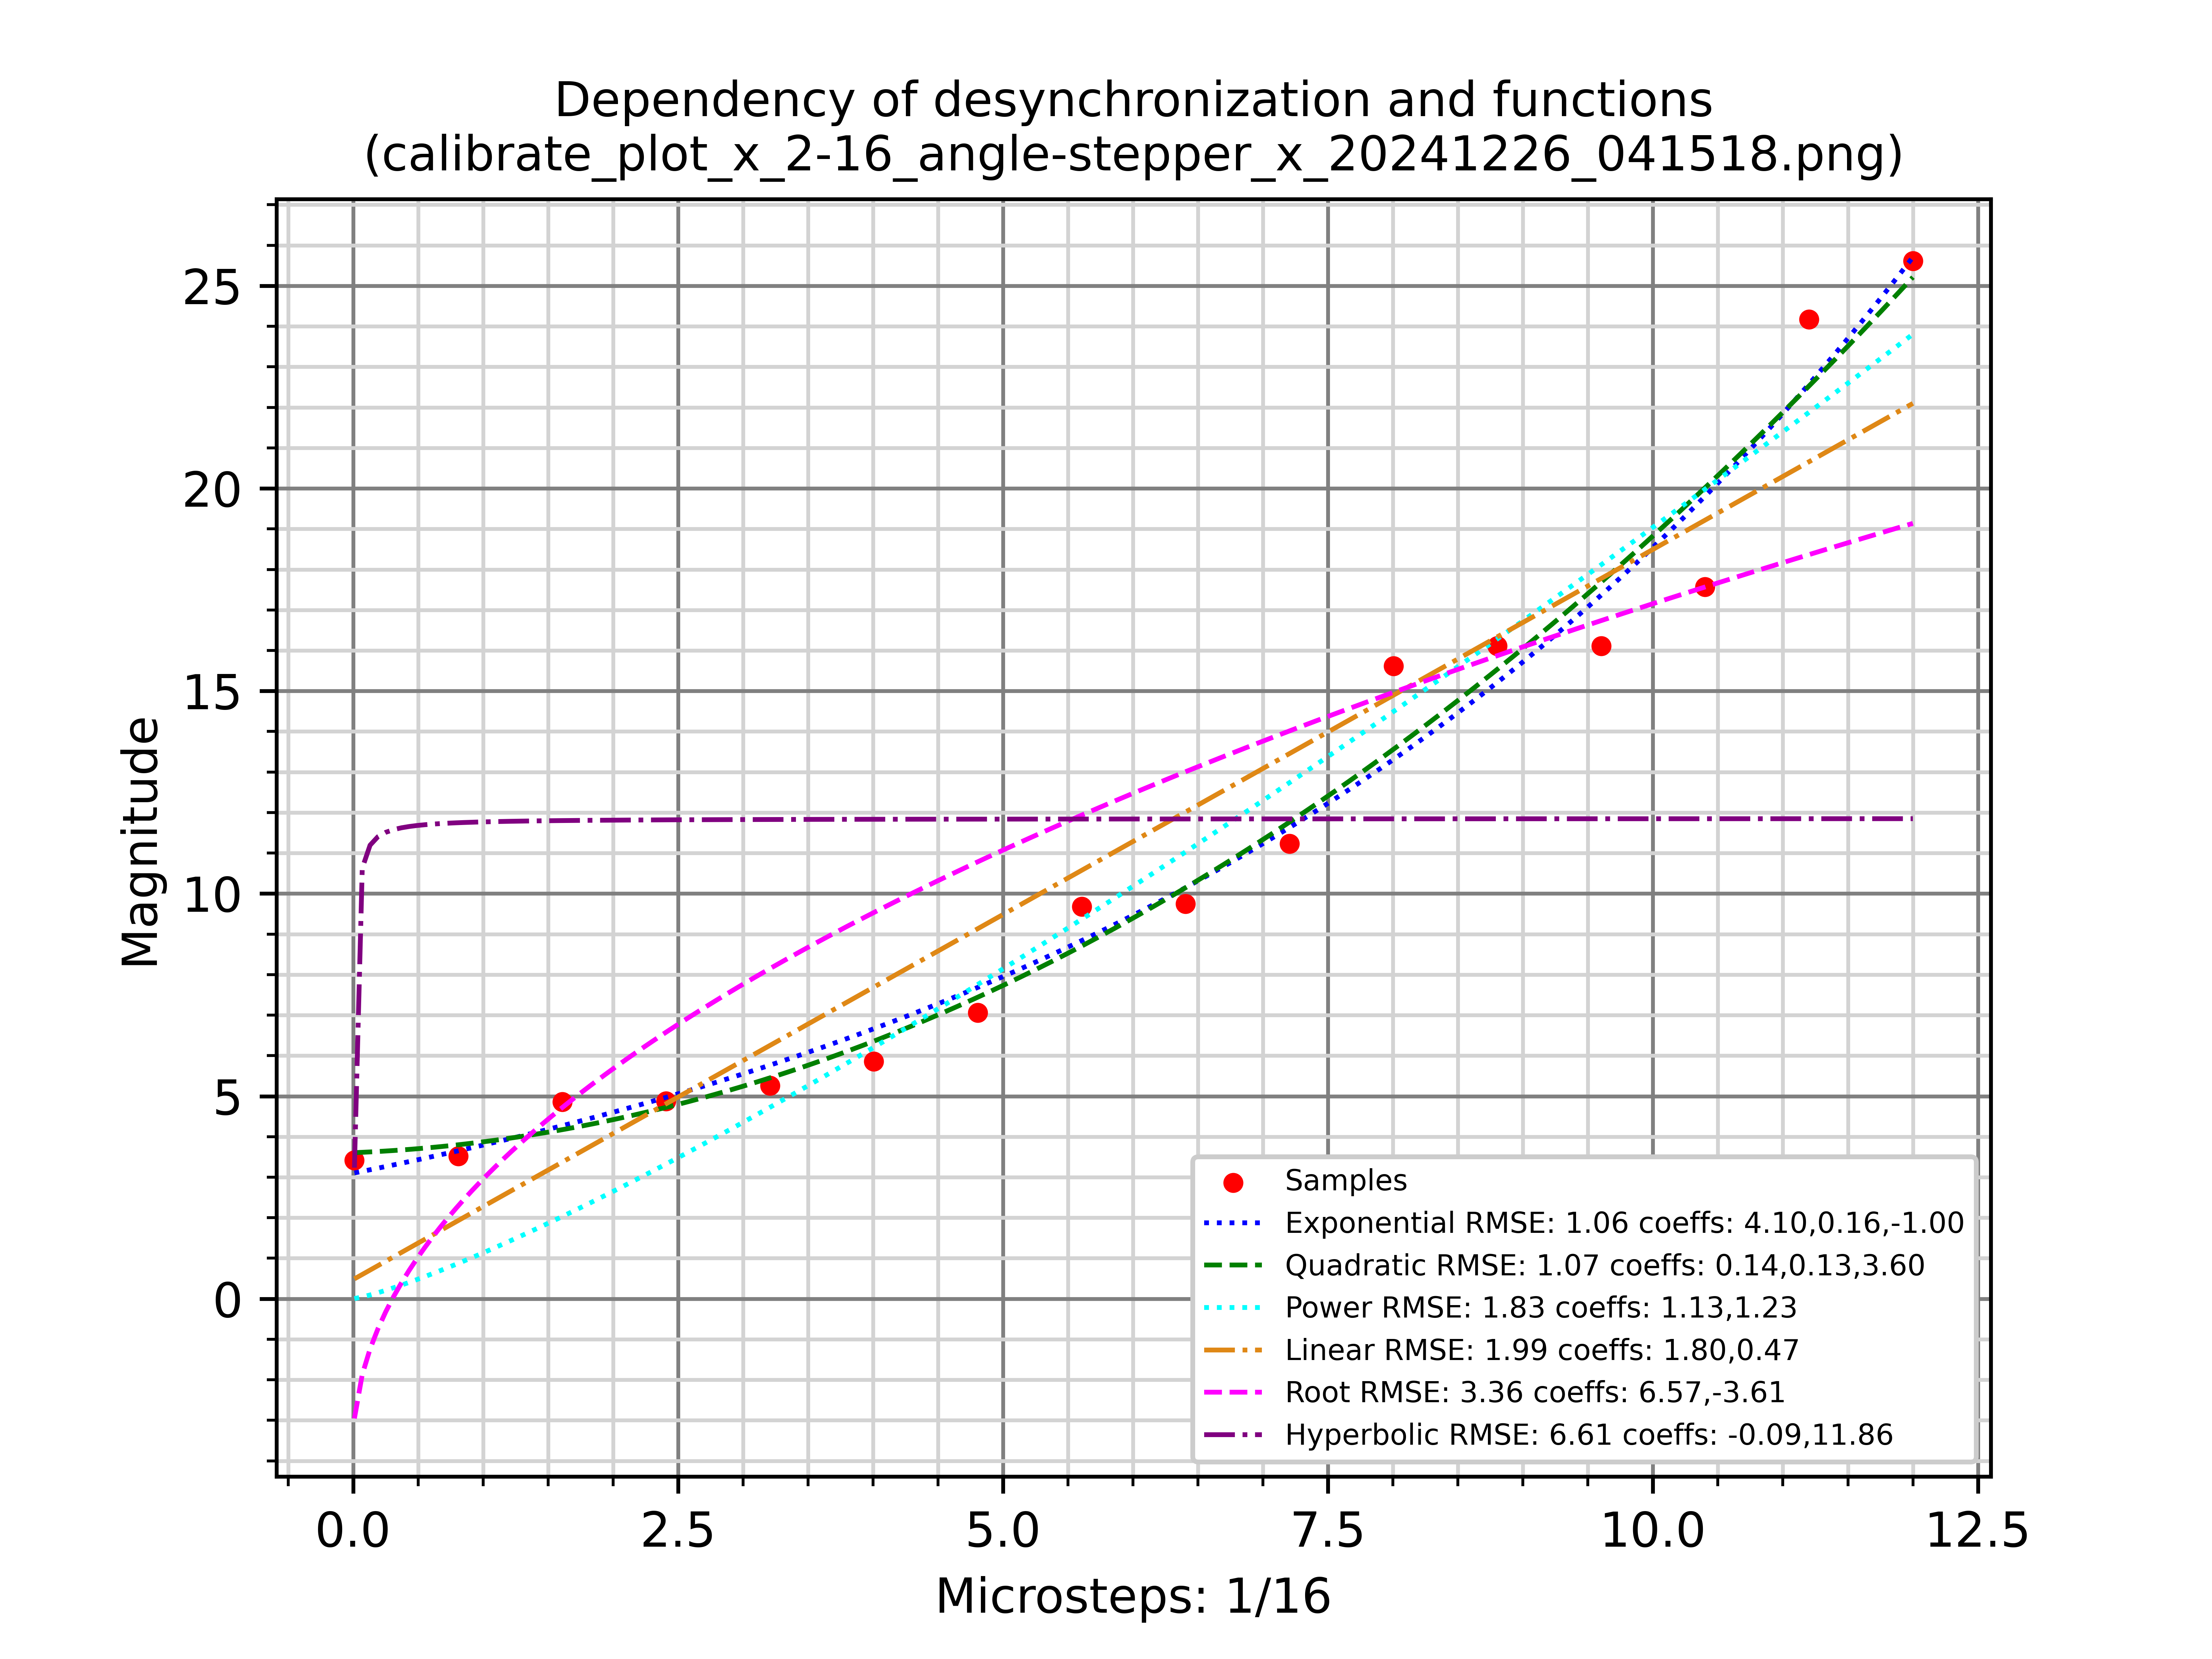 Dependency of desynchronization and functions
(calibrate_plot_x_2-16_angle-stepper_x_20241226_041518.png)
25
20
15
10
5
0
Magnitude
Samples
Exponential RMSE: 1.06 coeffs: 4.10,0.16,-1.00
Quadratic RMSE: 1.07 coeffs: 0.14,0.13,3.60
Power RMSE: 1.83 coeffs: 1.13,1.23
Linear RMSE: 1.99 coeffs: 1.80,0.47
Root RMSE: 3.36 coeffs: 6.57,-3.61
Hyperbolic RMSE: 6.61 coeffs: -0.09,11.86
0.0 2.5 5.0 7.5 10.0 12.5
Microsteps: 1/16